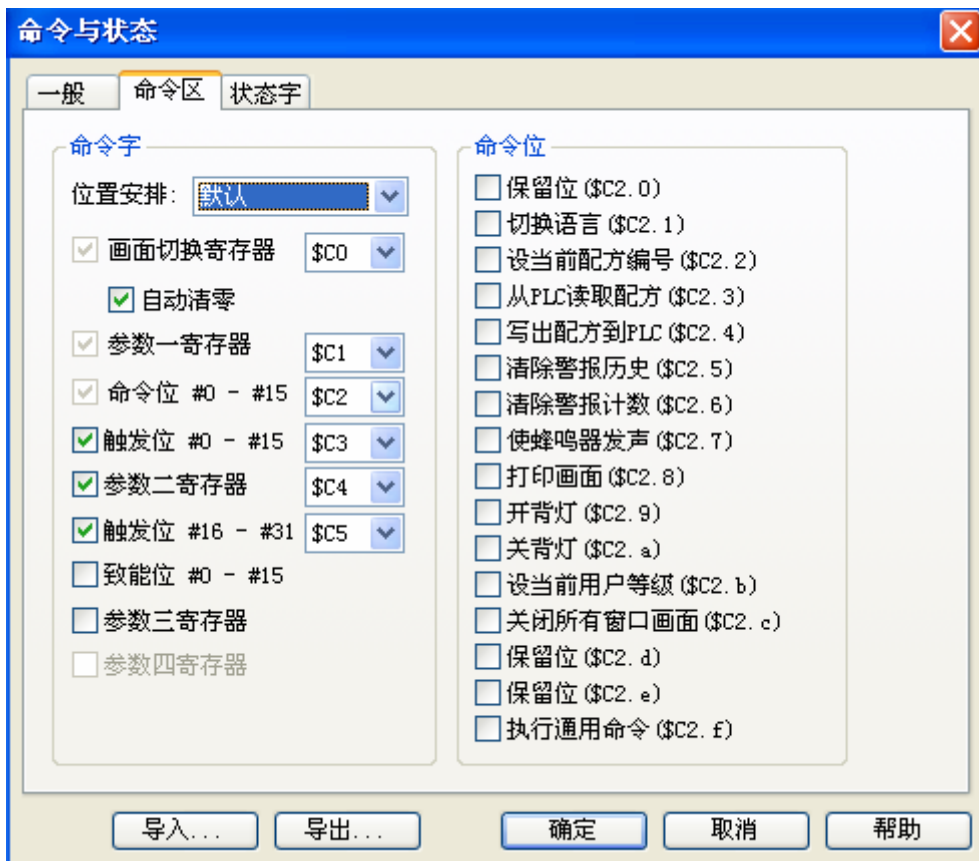 命令与状态
一般 命令区 状态字
命令字
位置安排: 默认
画面切换寄存器 $C0
自动清零
参数一寄存器 $C1
命令位 #0 - #15 $C2
触发位 #0 - #15 $C3
参数二寄存器 $C4
触发位 #16 - #31 $C5
致能位 #0 - #15
参数三寄存器
参数四寄存器
命令位
保留位($C2.0)
切换语言($C2.1)
设当前配方编号($C2.2)
从PLC读取配方($C2.3)
写出配方到PLC($C2.4)
清除警报历史($C2.5)
清除警报计数($C2.6)
使蜂鸣器发声($C2.7)
打印画面($C2.8)
开背灯($C2.9)
关背灯($C2.a)
设当前用户等级($C2.b)
关闭所有窗口画面($C2.c)
保留位($C2.d)
保留位($C2.e)
执行通用命令($C2.f)
导入... 导出... 确定 取消 帮助